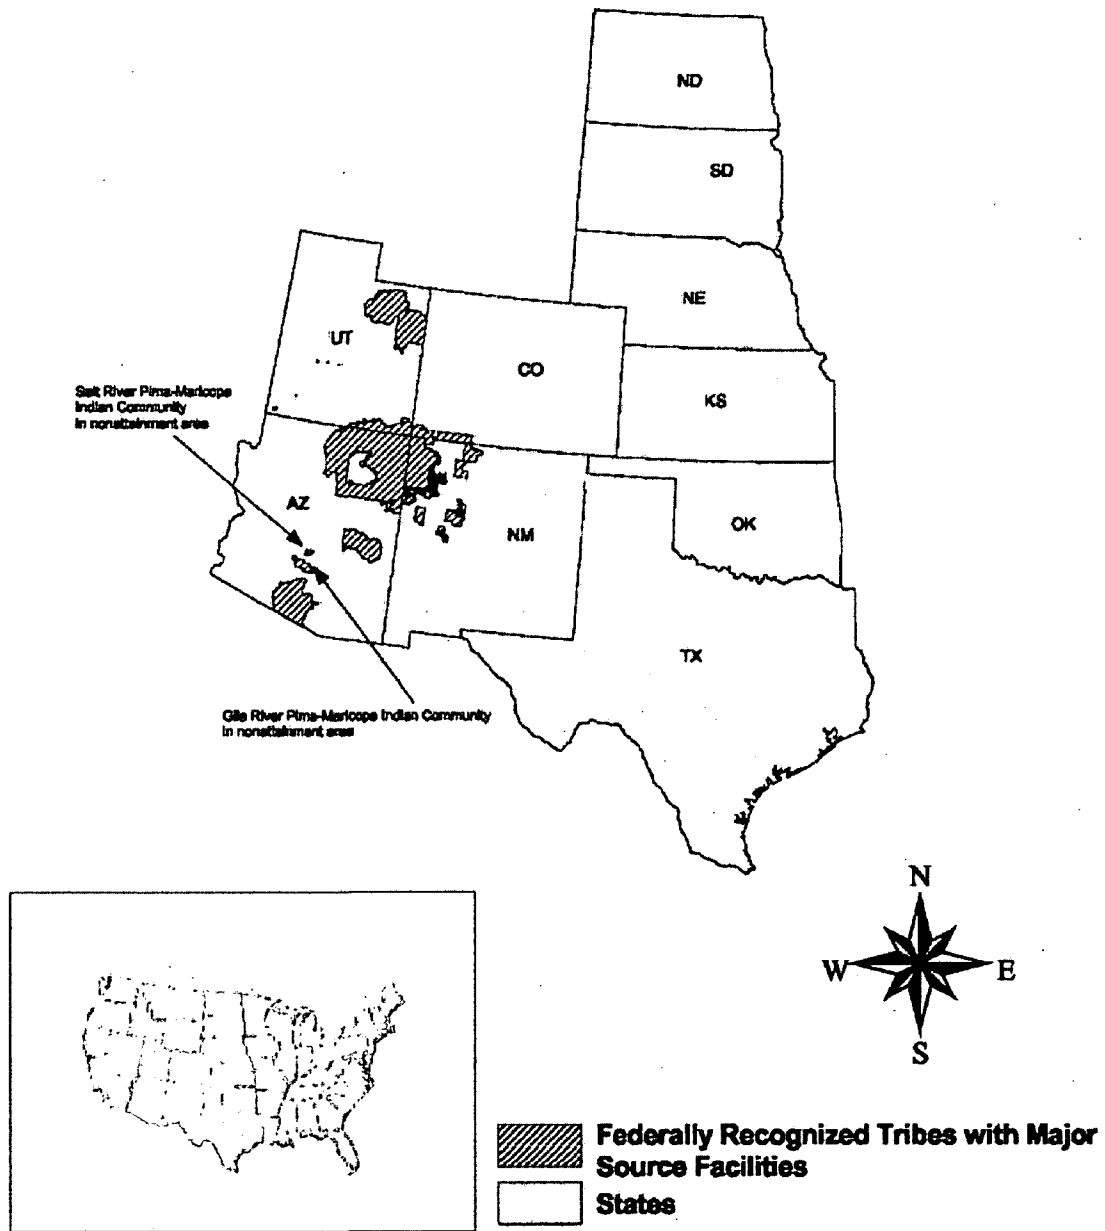 ND
SD
NE
UT
CO
KS
Salt River Pima-Maricopa
Indian Community
In nonattainment area
AZ
OK
NM
TX
Gila River Pima-Maricopa Indian Community
In nonattainment area
N
W
E
S
Federally Recognized Tribes with Major
Source Facilities
States